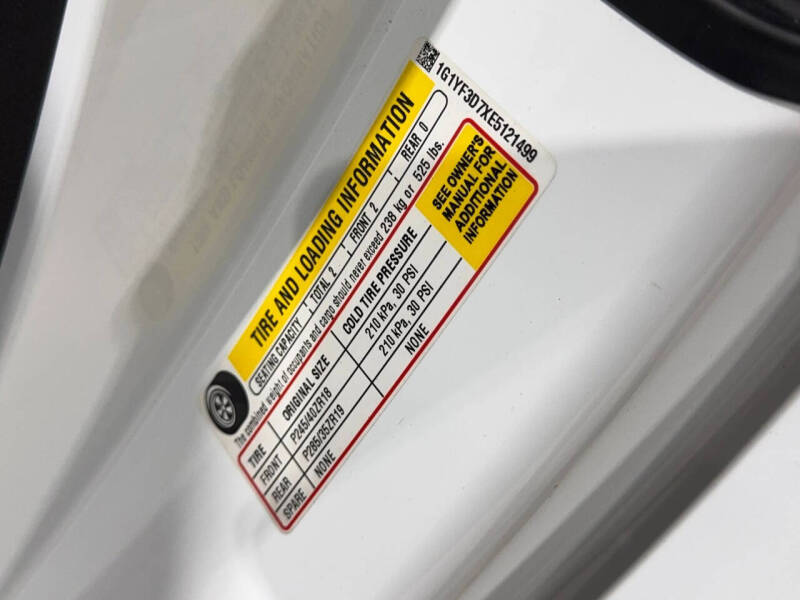 1G1YF3D7XE5121499
TIRE AND LOADING INFORMATION
SEATING CAPACITY TOTAL 2 FRONT 2 REAR 0
The combined weight of occupants and cargo should never exceed 238 kg or 525 lbs.
TIRE ORIGINAL SIZE COLD TIRE PRESSURE
FRONT P245/40ZR18 210 kPa, 30 PSI
REAR P285/35ZR19 210 kPa, 30 PSI
SPARE NONE NONE
SEE OWNER'S
MANUAL FOR
ADDITIONAL
INFORMATION